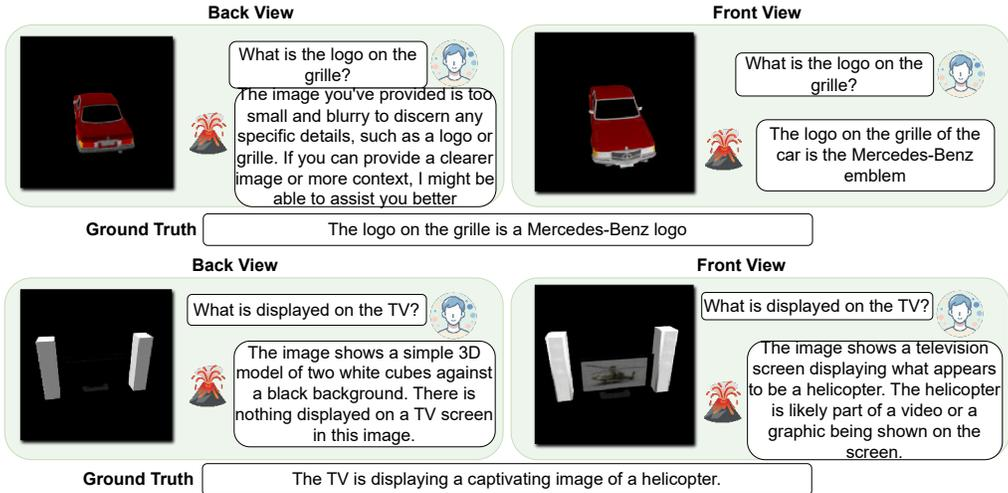 Back View
What is the logo on the
grille?
The image you've provided is too
small and blurry to discern any
specific details, such as a logo or
grille. If you can provide a clearer
image or more context, I might be
able to assist you better
Front View
What is the logo on the
grille?
The logo on the grille of the
car is the Mercedes-Benz
emblem
Ground Truth
The logo on the grille is a Mercedes-Benz logo
Back View
What is displayed on the TV?
The image shows a simple 3D
model of two white cubes against
a black background. There is
nothing displayed on a TV screen
in this image.
Front View
What is displayed on the TV?
The image shows a television
screen displaying what appears
to be a helicopter. The helicopter
is likely part of a video or a
graphic being shown on the
screen.
Ground Truth
The TV is displaying a captivating image of a helicopter.